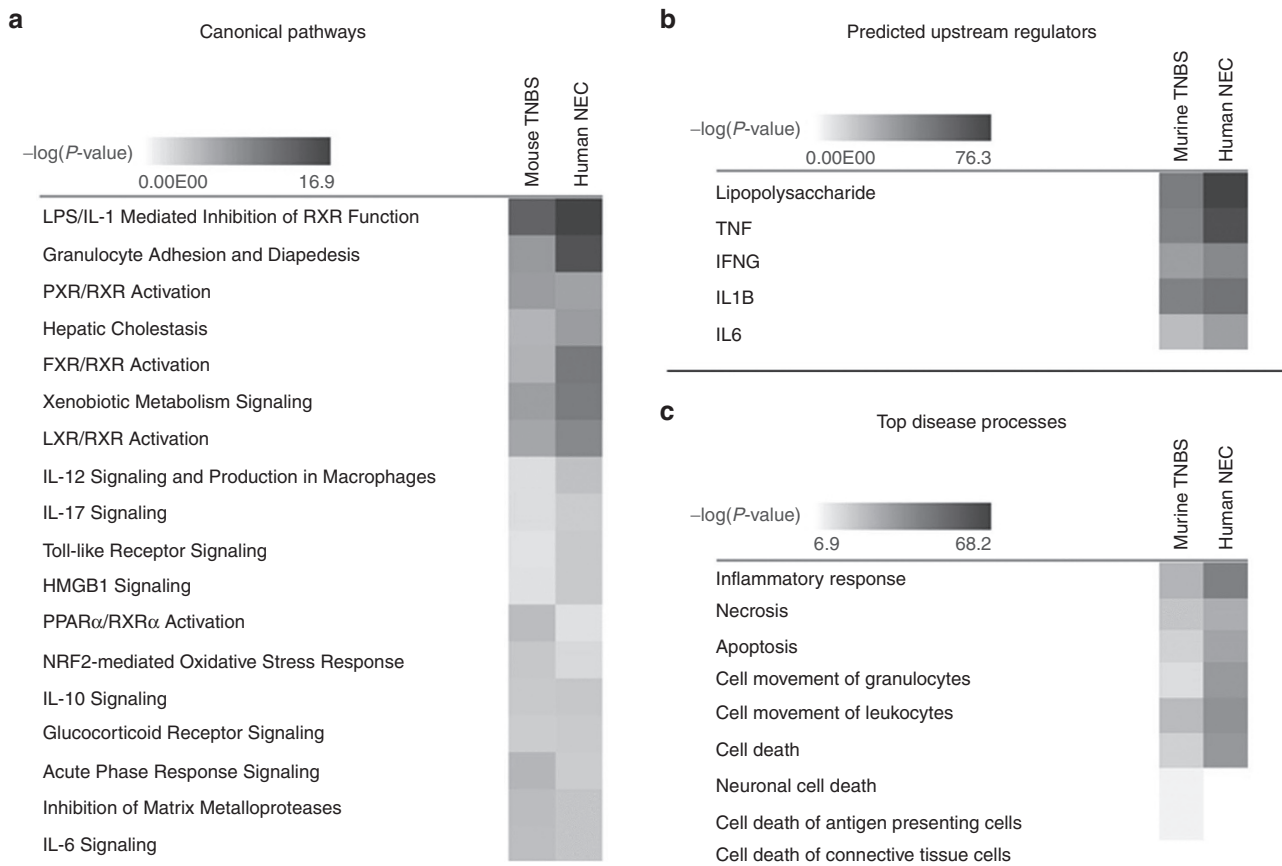 a
Canonical pathways
Mouse TNBS
Human NEC
–log(P-value)
0.00E00 16.9
LPS/IL-1 Mediated Inhibition of RXR Function
Granulocyte Adhesion and Diapedesis
PXR/RXR Activation
Hepatic Cholestasis
FXR/RXR Activation
Xenobiotic Metabolism Signaling
LXR/RXR Activation
IL-12 Signaling and Production in Macrophages
IL-17 Signaling
Toll-like Receptor Signaling
HMGB1 Signaling
PPARα/RXRα Activation
NRF2-mediated Oxidative Stress Response
IL-10 Signaling
Glucocorticoid Receptor Signaling
Acute Phase Response Signaling
Inhibition of Matrix Metalloproteases
IL-6 Signaling
b
Predicted upstream regulators
Murine TNBS
Human NEC
–log(P-value)
0.00E00 76.3
Lipopolysaccharide
TNF
IFNG
IL1B
IL6
c
Top disease processes
Murine TNBS
Human NEC
–log(P-value)
6.9 68.2
Inflammatory response
Necrosis
Apoptosis
Cell movement of granulocytes
Cell movement of leukocytes
Cell death
Neuronal cell death
Cell death of antigen presenting cells
Cell death of connective tissue cells